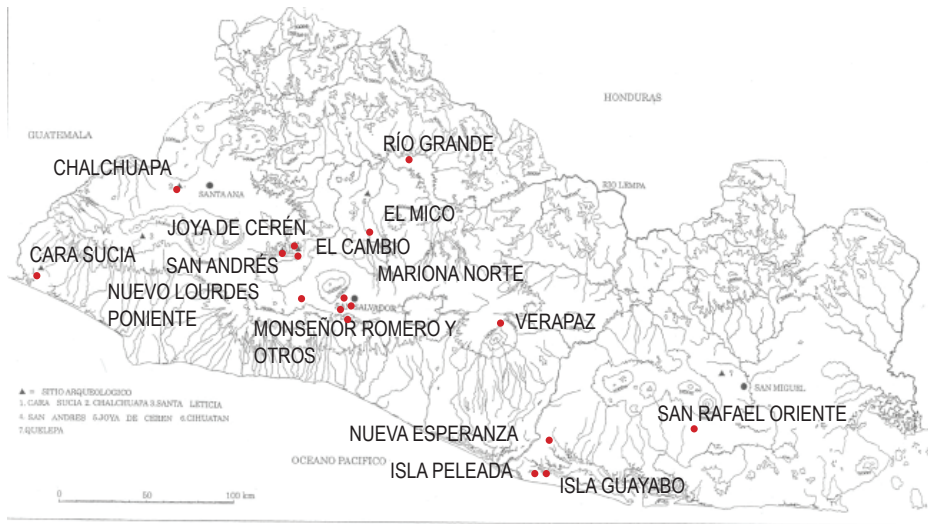 HONDURAS
GUATEMALA
RÍO GRANDE
CHALCHUAPA
SANTA ANA
RIO LEMPA
EL MICO
JOYA DE CERÉN
EL CAMBIO
CARA SUCIA
SAN ANDRÉS
MARIONA NORTE
NUEVO LOURDES
PONIENTE
SAN SALVADOR
VERAPAZ
MONSEÑOR ROMERO Y
OTROS
SAN MIGUEL
▲ = SITIO ARQUEOLOGICO
1. CARA SUCIA 2. CHALCHUAPA 3.SANTA LETICIA
4. SAN ANDRES 5.JOYA DE CEREN 6.CIHUATAN
7.QUELEPA
SAN RAFAEL ORIENTE
NUEVA ESPERANZA
OCEANO PACIFICO
ISLA PELEADA
ISLA GUAYABO
0 50 100 km